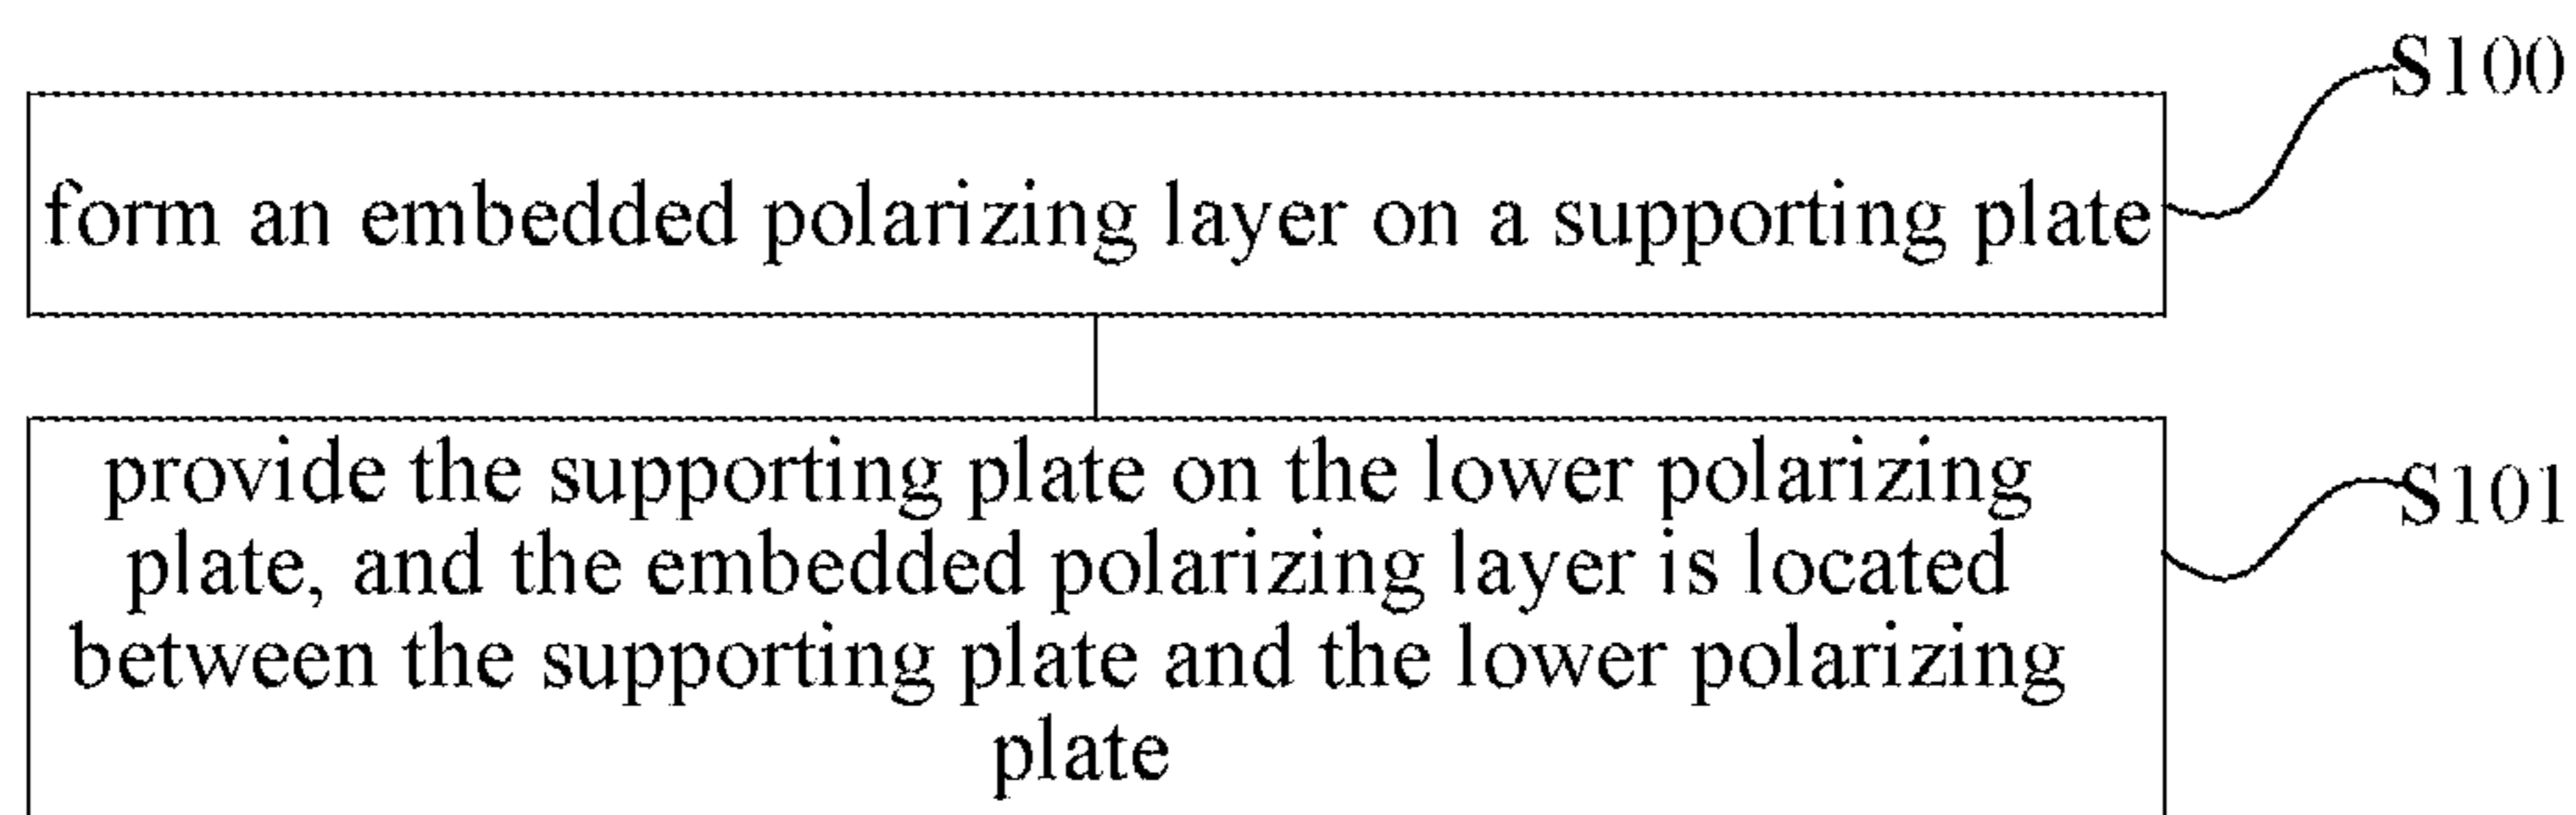 S100
form an embedded polarizing layer on a supporting plate
provide the supporting plate on the lower polarizing
S101
plate, and the embedded polarizing layer is located
between the supporting plate and the lower polarizing
plate